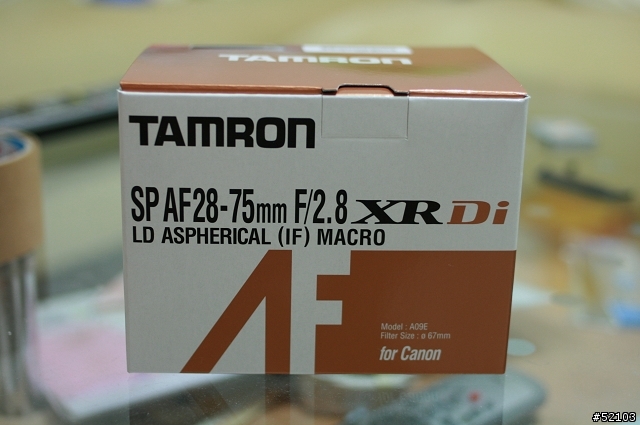 TAMRON
TAMRON
SP AF28-75mm F/2.8 XR Di
LD ASPHERICAL (IF) MACRO
AF
Model : A09E
Filter Size : ø 67mm
for Canon
#52103